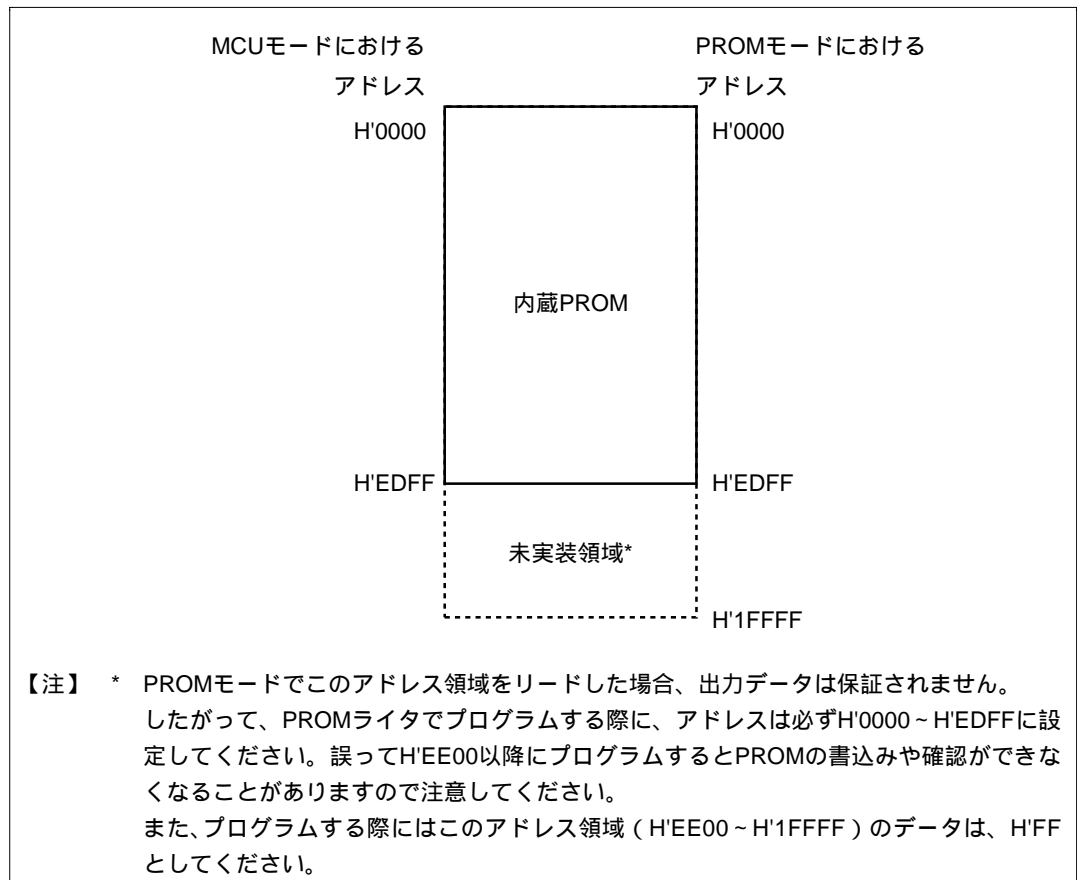 MCUモードにおける PROMモードにおける
アドレス アドレス
H'0000 H'0000
内蔵PROM
H'EDFF H'EDFF
未実装領域*
H'1FFFF
【注】 * PROMモードでこのアドレス領域をリードした場合、出力データは保証されません。
したがって、PROMライタでプログラムする際に、アドレスは必ずH'0000~H'EDFFに設
定してください。誤ってH'EE00以降にプログラムするとPROMの書込みや確認ができな
くなることがありますので注意してください。
また、プログラムする際にはこのアドレス領域(H'EE00~H'1FFFF)のデータは、H'FF
としてください。